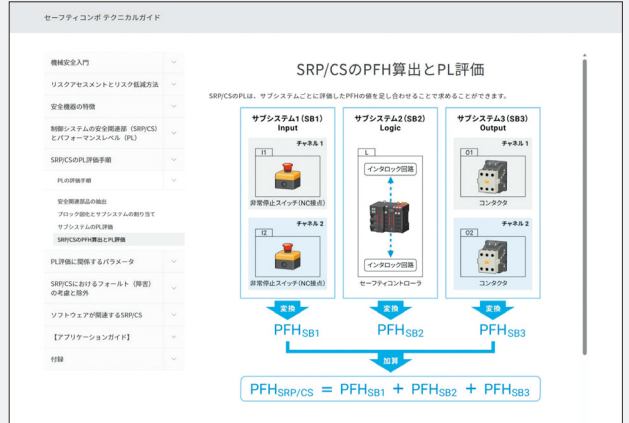 セーフティコンポ テクニカルガイド
機械安全入門
リスクアセスメントとリスク低減方法
安全機器の特徴
制御システムの安全関連部（SRP/CS）
とパフォーマンスレベル（PL）
SRP/CSのPL評価手順
PLの評価手順
安全関連部品の抽出
ブロック図化とサブシステムの割り当て
サブシステムのPL評価
SRP/CSのPFH算出とPL評価
PL評価に関係するパラメータ
SRP/CSにおけるフォールト（障害）
の考慮と除外
ソフトウェアが関連するSRP/CS
【アプリケーションガイド】
付録
SRP/CSのPFH算出とPL評価
SRP/CSのPLは、サブシステムごとに評価したPFHの値を足し合わせることで求めることができます。
サブシステム1 (SB1)
Input
チャネル 1
I1
非常停止スイッチ(NC接点)
チャネル 2
I2
非常停止スイッチ(NC接点)
サブシステム2 (SB2)
Logic
L
インタロック回路
インタロック回路
セーフティコントローラ
サブシステム3 (SB3)
Output
チャネル 1
O1
コンタクタ
チャネル 2
O2
コンタクタ
変換
変換
変換
PFHSB1
PFHSB2
PFHSB3
加算
PFHSRP/CS = PFHSB1 + PFHSB2 + PFHSB3